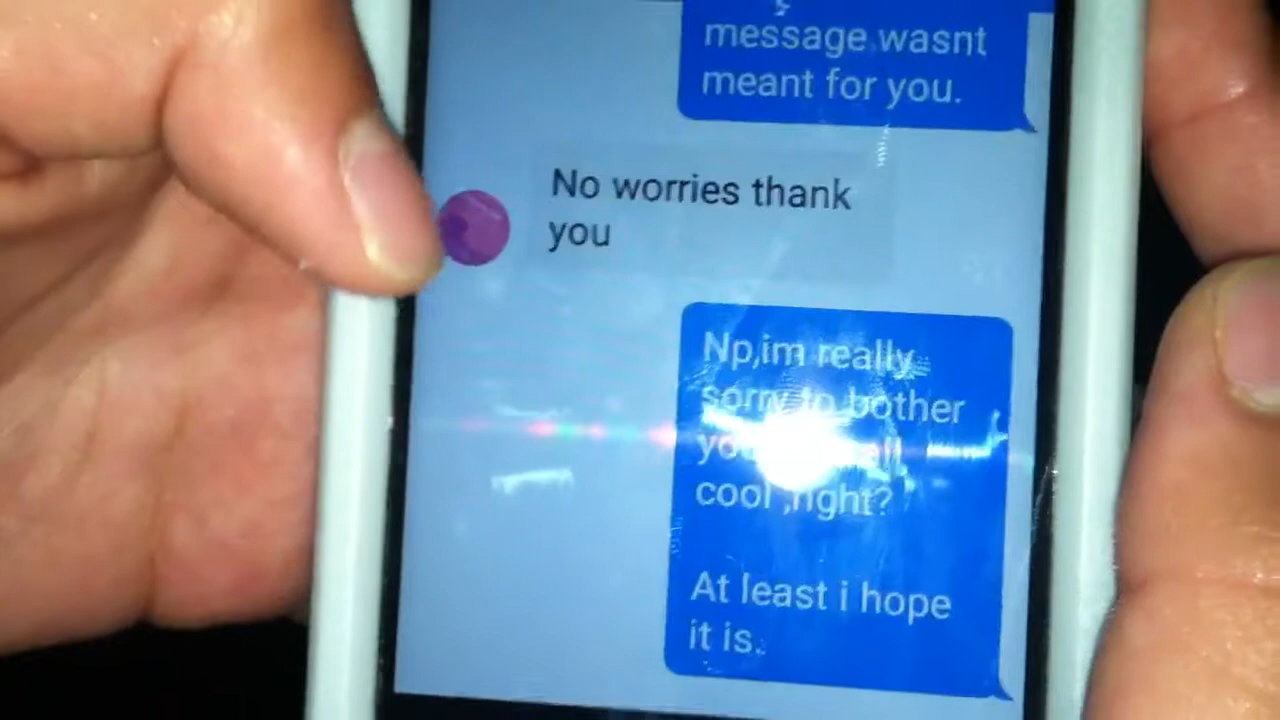 message wasnt
meant for you.
No worries thank
you
Np,im really
sorry to bother
all
cool ,right?
At least i hope
it is.